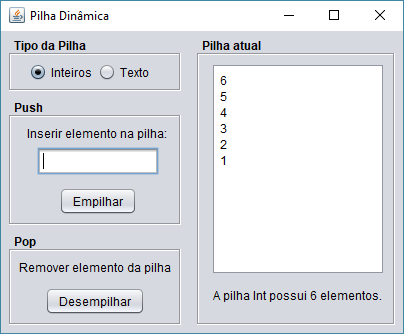 Pilha Dinâmica
Tipo da Pilha
Inteiros
Texto
Push
Inserir elemento na pilha:
Empilhar
Pop
Remover elemento da pilha
Desempilhar
Pilha atual
6
5
4
3
2
1
A pilha Int possui 6 elementos.